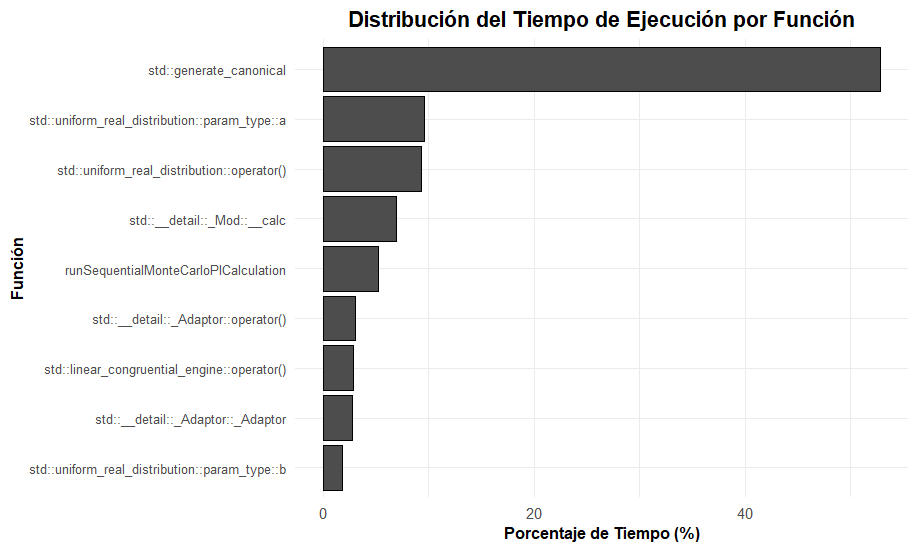 Distribución del Tiempo de Ejecución por Función
Función
std::generate_canonical
std::uniform_real_distribution::param_type::a
std::uniform_real_distribution::operator()
std::__detail::_Mod::__calc
runSequentialMonteCarloPICalculation
std::__detail::_Adaptor::operator()
std::linear_congruential_engine::operator()
std::__detail::_Adaptor::_Adaptor
std::uniform_real_distribution::param_type::b
0 20 40
Porcentaje de Tiempo (%)